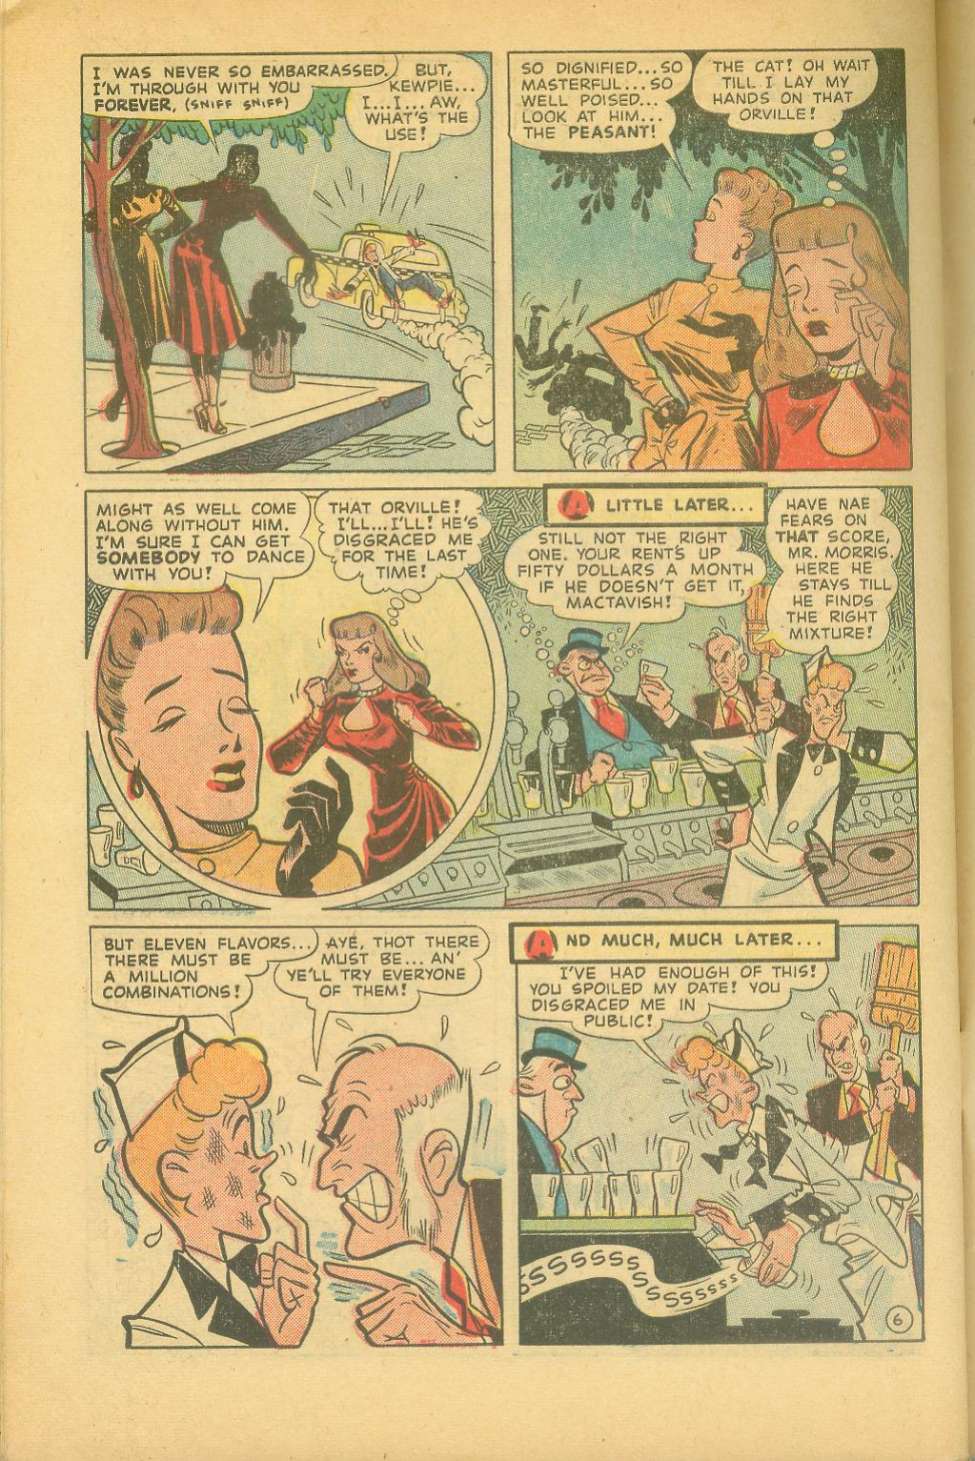 I WAS NEVER SO EMBARRASSED.
I'M THROUGH WITH YOU
FOREVER. (SNIFF SNIFF)
BUT,
KEWPIE...
I...I... AW,
WHAT'S THE
USE!
SO DIGNIFIED...SO
MASTERFUL...SO
WELL POISED...
LOOK AT HIM...
THE PEASANT!
THE CAT! OH WAIT
TILL I LAY MY
HANDS ON THAT
ORVILLE!
MIGHT AS WELL COME
ALONG WITHOUT HIM.
I'M SURE I CAN GET
SOMEBODY TO DANCE
WITH YOU!
THAT ORVILLE!
I'LL...I'LL! HE'S
DISGRACED ME
FOR THE LAST
TIME!
A LITTLE LATER...
STILL NOT THE RIGHT
ONE. YOUR RENT'S UP
FIFTY DOLLARS A MONTH
IF HE DOESN'T GET IT,
MACTAVISH!
HAVE NAE
FEARS ON
THAT SCORE,
MR. MORRIS.
HERE HE
STAYS TILL
HE FINDS
THE RIGHT
MIXTURE!
BUT ELEVEN FLAVORS...
THERE MUST BE
A MILLION
COMBINATIONS!
AYE, THOT THERE
MUST BE... AN'
YE'LL TRY EVERYONE
OF THEM!
AND MUCH, MUCH LATER...
I'VE HAD ENOUGH OF THIS!
YOU SPOILED MY DATE! YOU
DISGRACED ME IN
PUBLIC!
SSSSSSSSSSSSSSSS
6